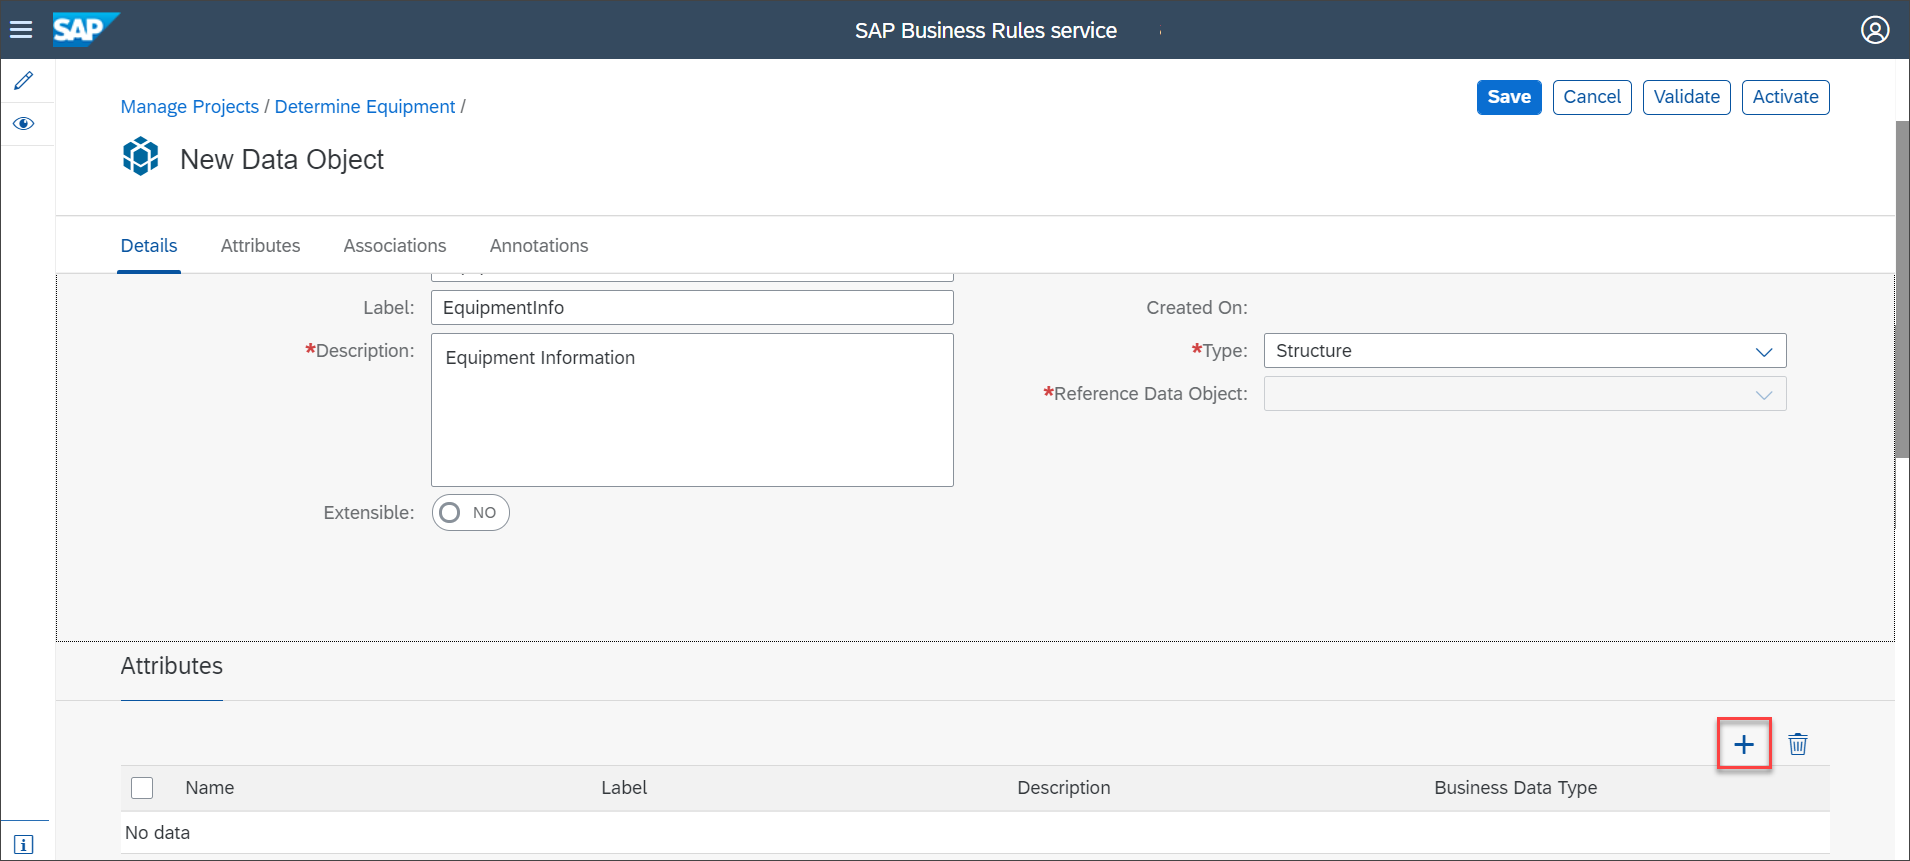 SAP
SAP Business Rules service
Manage Projects / Determine Equipment /
Save
Cancel
Validate
Activate
New Data Object
Details
Attributes
Associations
Annotations
Label:
EquipmentInfo
Created On:
*Description:
Equipment Information
*Type:
Structure
*Reference Data Object:
Extensible:
NO
Attributes
Name
Label
Description
Business Data Type
No data